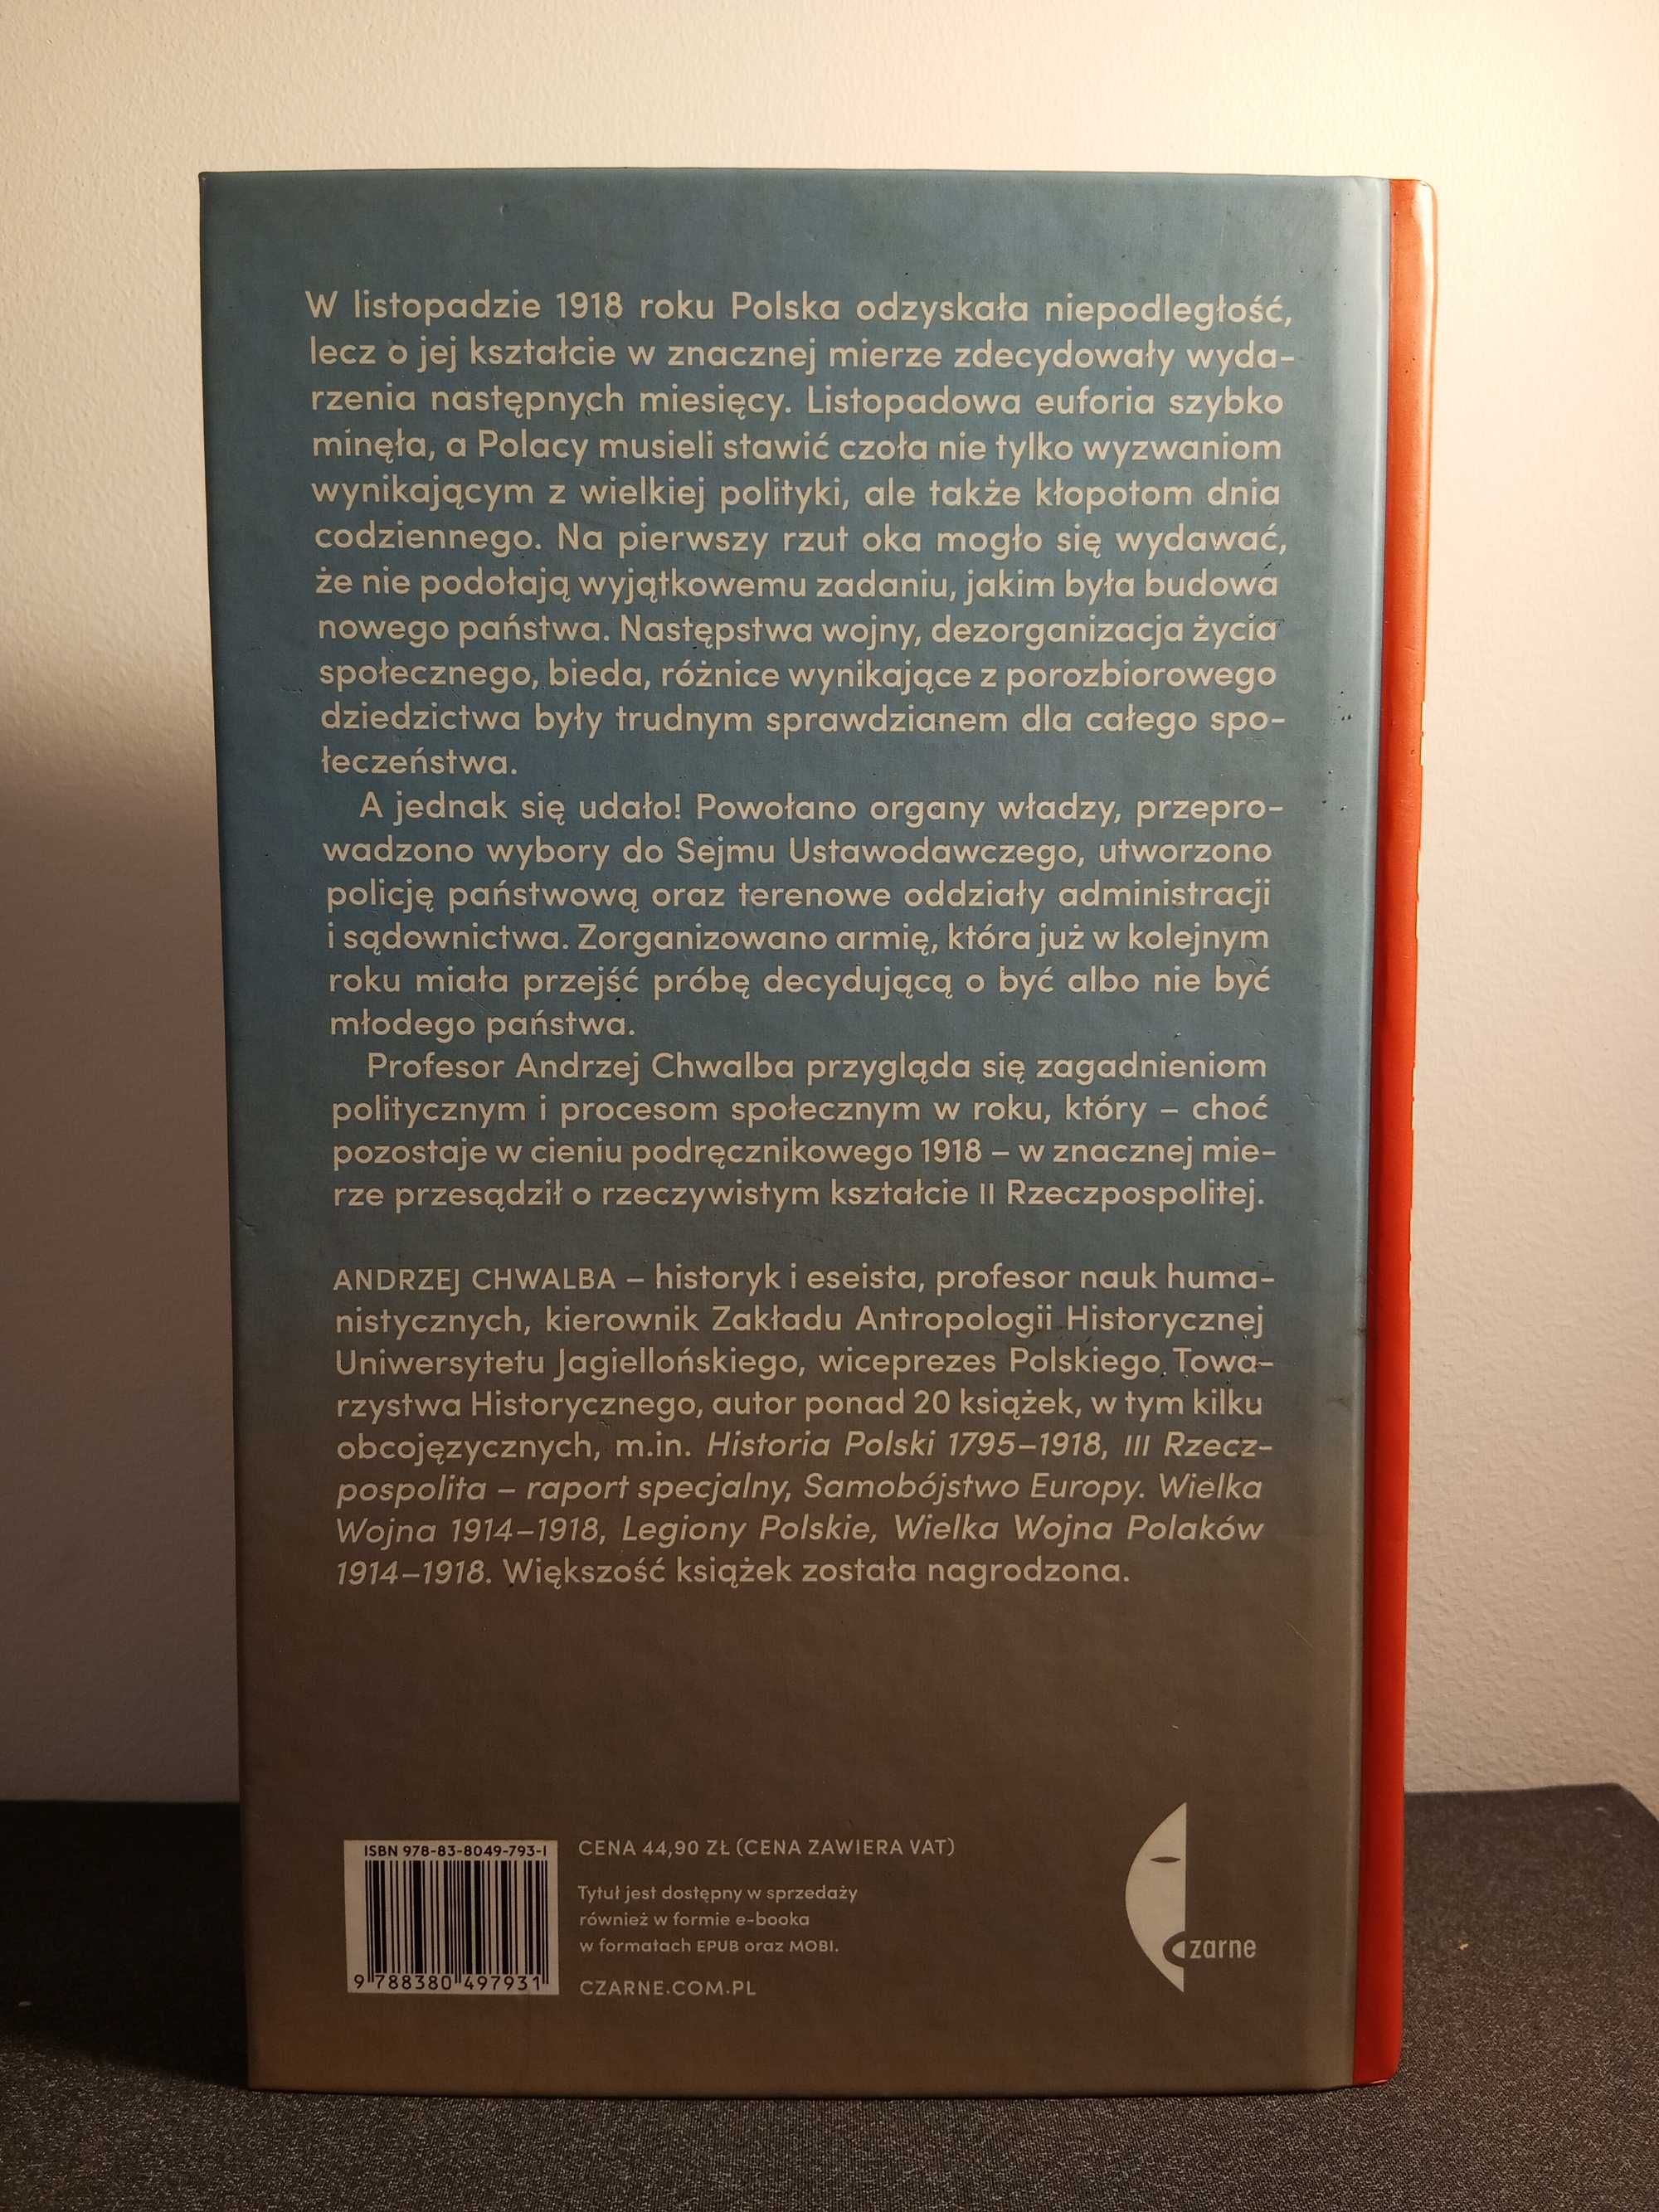 W listopadzie 1918 roku Polska odzyskała niepodległość,
lecz o jej kształcie w znacznej mierze zdecydowały wyda-
rzenia następnych miesięcy. Listopadowa euforia szybko
minęła, a Polacy musieli stawić czoła nie tylko wyzwaniom
wynikającym z wielkiej polityki, ale także kłopotom dnia
codziennego. Na pierwszy rzut oka mogło się wydawać,
że nie podołają wyjątkowemu zadaniu, jakim była budowa
nowego państwa. Następstwa wojny, dezorganizacja życia
społecznego, bieda, różnice wynikające z porozbiorowego
dziedzictwa były trudnym sprawdzianem dla całego spo-
łeczeństwa.
A jednak się udało! Powołano organy władzy, przepro-
wadzono wybory do Sejmu Ustawodawczego, utworzono
policję państwową oraz terenowe oddziały administracji
i sądownictwa. Zorganizowano armię, która już w kolejnym
roku miała przejść próbę decydującą o być albo nie być
młodego państwa.
Profesor Andrzej Chwalba przygląda się zagadnieniom
politycznym i procesom społecznym w roku, który – choć
pozostaje w cieniu podręcznikowego 1918 – w znacznej mie-
rze przesądził o rzeczywistym kształcie II Rzeczpospolitej.
ANDRZEJ CHWALBA – historyk i eseista, profesor nauk huma-
nistycznych, kierownik Zakładu Antropologii Historycznej
Uniwersytetu Jagiellońskiego, wiceprezes Polskiego Towa-
rzystwa Historycznego, autor ponad 20 książek, w tym kilku
obcojęzycznych, m.in. Historia Polski 1795–1918, III Rzecz-
pospolita – raport specjalny, Samobójstwo Europy. Wielka
Wojna 1914–1918, Legiony Polskie, Wielka Wojna Polaków
1914–1918. Większość książek została nagrodzona.
ISBN 978-83-8049-793-1
9 788380 497931
CENA 44,90 ZŁ (CENA ZAWIERA VAT)
Tytuł jest dostępny w sprzedaży
również w formie e-booka
w formatach EPUB oraz MOBI.
CZARNE.COM.PL
czarne